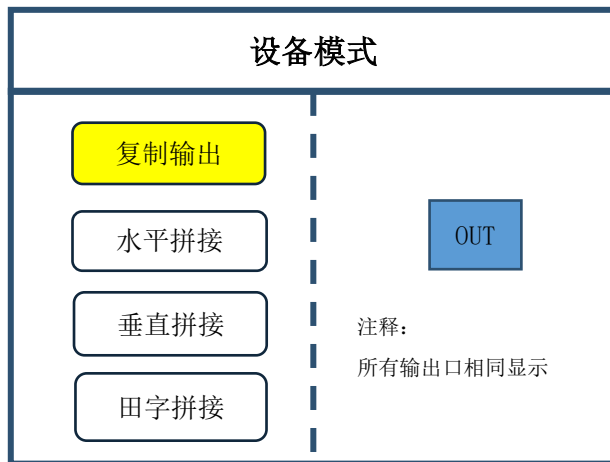 设备模式
复制输出
水平拼接
垂直拼接
田字拼接
OUT
注释：
所有输出口相同显示